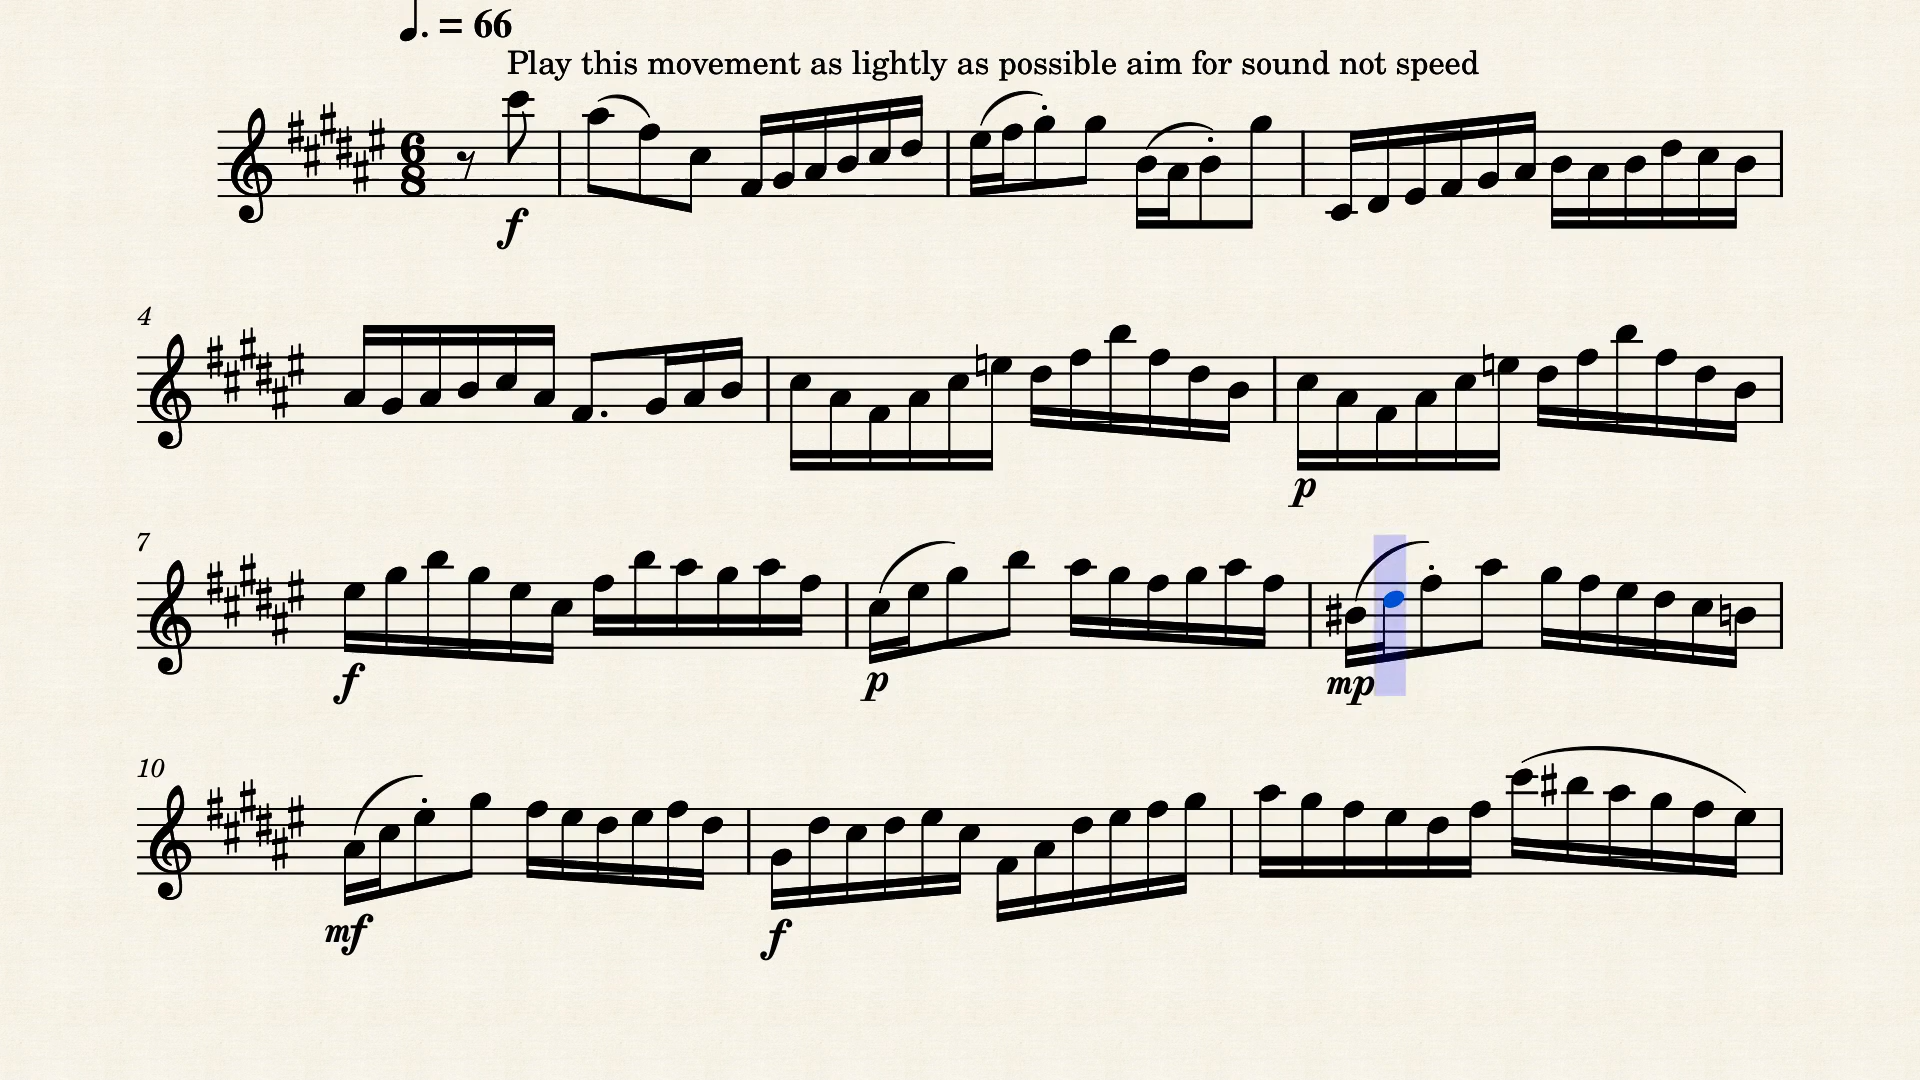 ♩. = 66
Play this movement as lightly as possible aim for sound not speed
6
8
f
4
p
7
f p mp
10
mf f